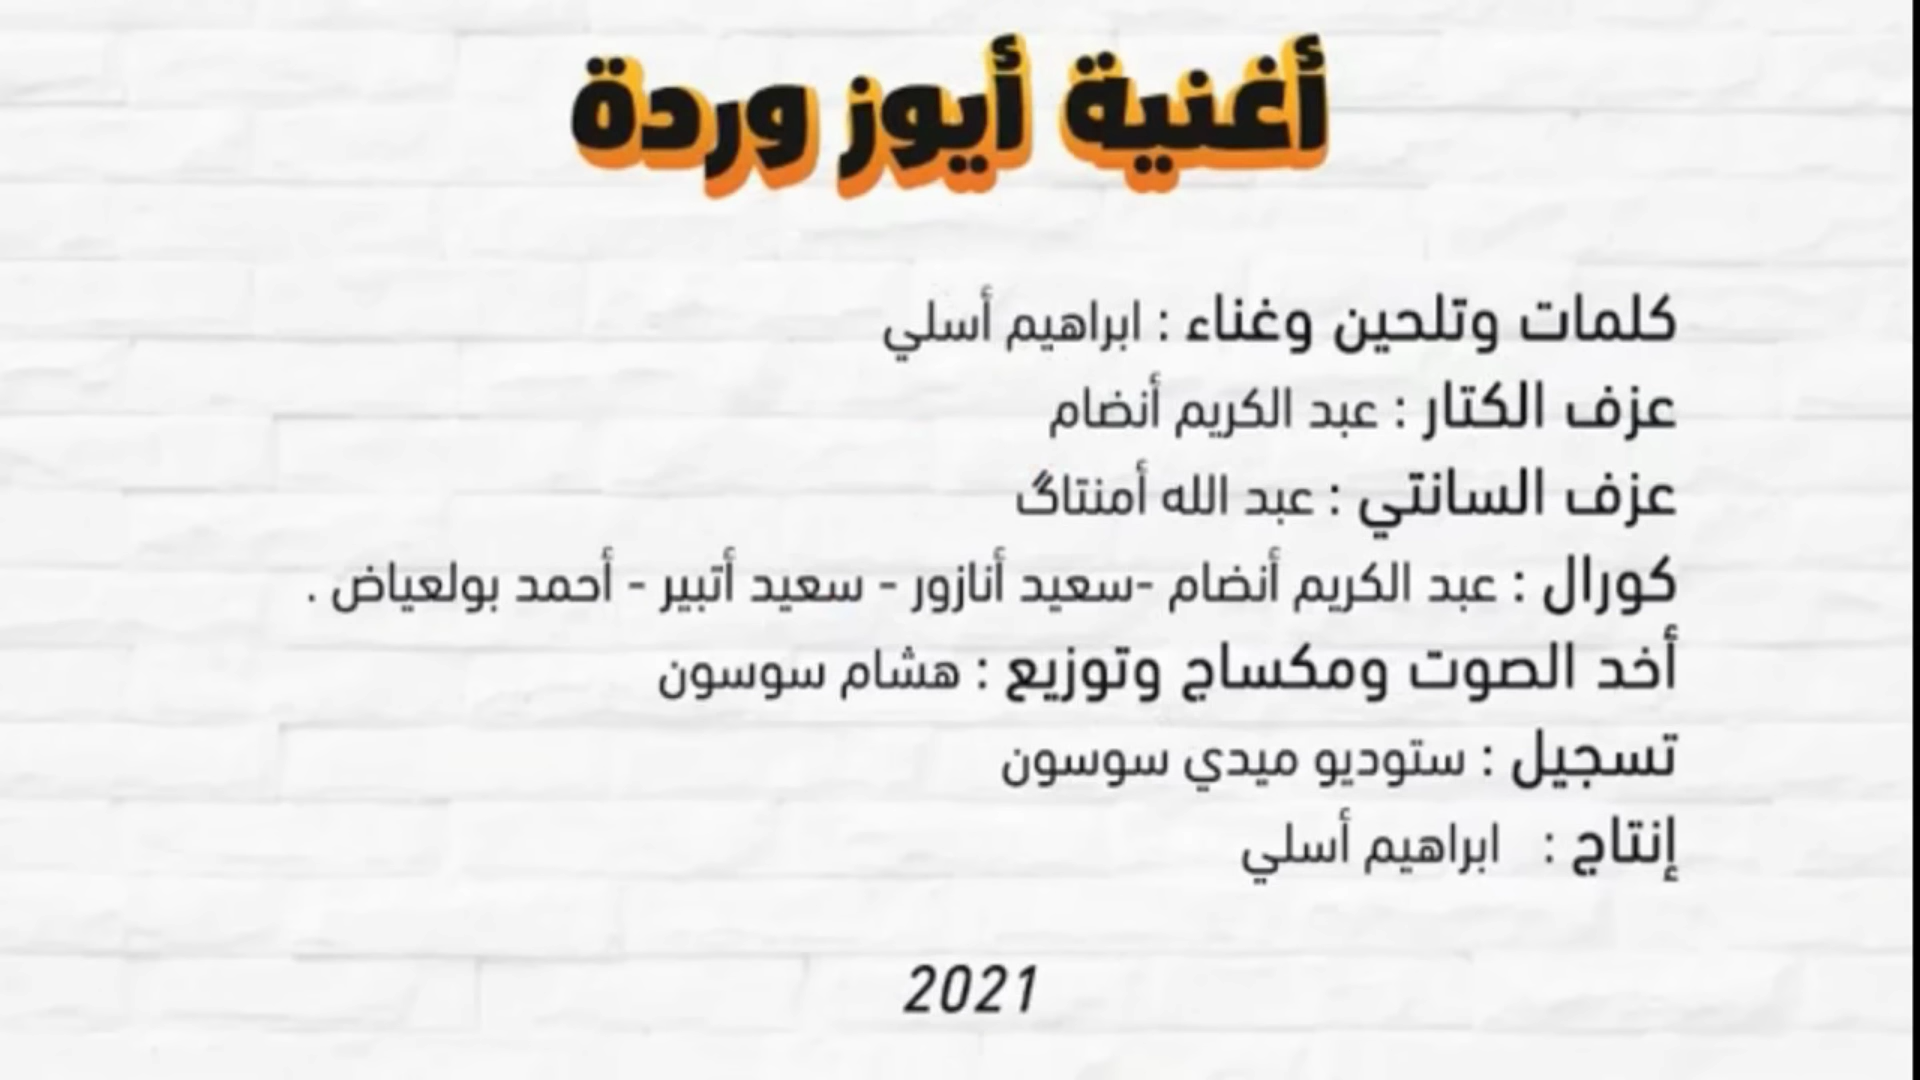 أغنية أيوز وردة
كلمات وتلحين وغناء : ابراهيم أسلي
عزف الكتار : عبد الكريم أنضام
عزف السانتي : عبد الله أمنتاگ
كورال : عبد الكريم أنضام -سعيد أنازور - سعيد أتبير - أحمد بولعياض .
أخد الصوت ومكساج وتوزيع : هشام سوسون
تسجيل : ستوديو ميدي سوسون
إنتاج : ابراهيم أسلي
2021